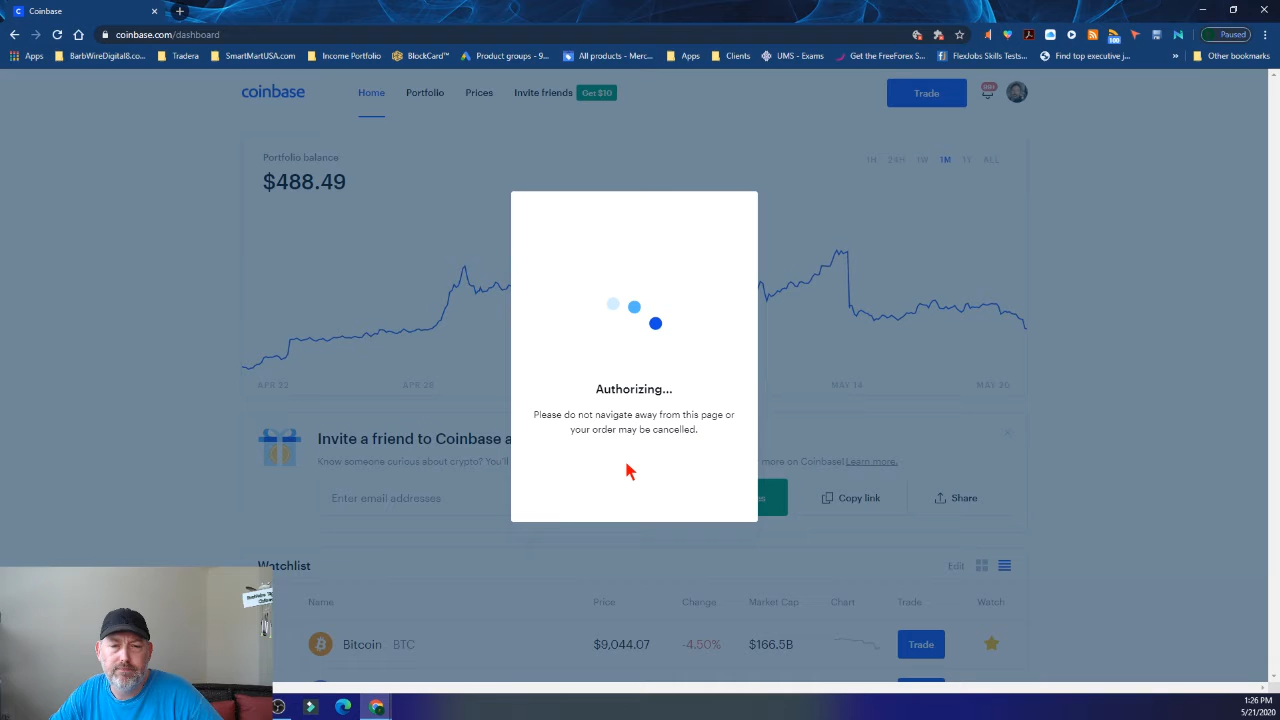 Coinbase
coinbase.com/dashboard
Paused
Apps
BarbWireDigital8@...
Tradera
SmartMartUSA.com
Income Portfolio
BlockCard™
Product groups - 9...
All products - Merc...
Apps
Clients
UMS - Exams
Get the FreeForex S...
FlexJobs Skills Tests...
Find top executive j...
»
Other bookmarks
coinbase
Home
Portfolio
Prices
Invite friends
Get $10
Trade
Portfolio balance
1H 24H 1W 1M 1Y ALL
$488.49
Authorizing...
Please do not navigate away from this page or
your order may be cancelled.
APR 22
APR 28
MAY 14
MAY 20
Invite a friend to Coinbase a
Know someone curious about crypto? You'll
more on Coinbase! Learn more.
Enter email addresses
Copy link
Share
Watchlist
Edit
Name
Price
Change
Market Cap
Chart
Trade
Watch
Bitcoin BTC
$9,044.07
-4.50%
$166.5B
Trade
1:26 PM
5/21/2020